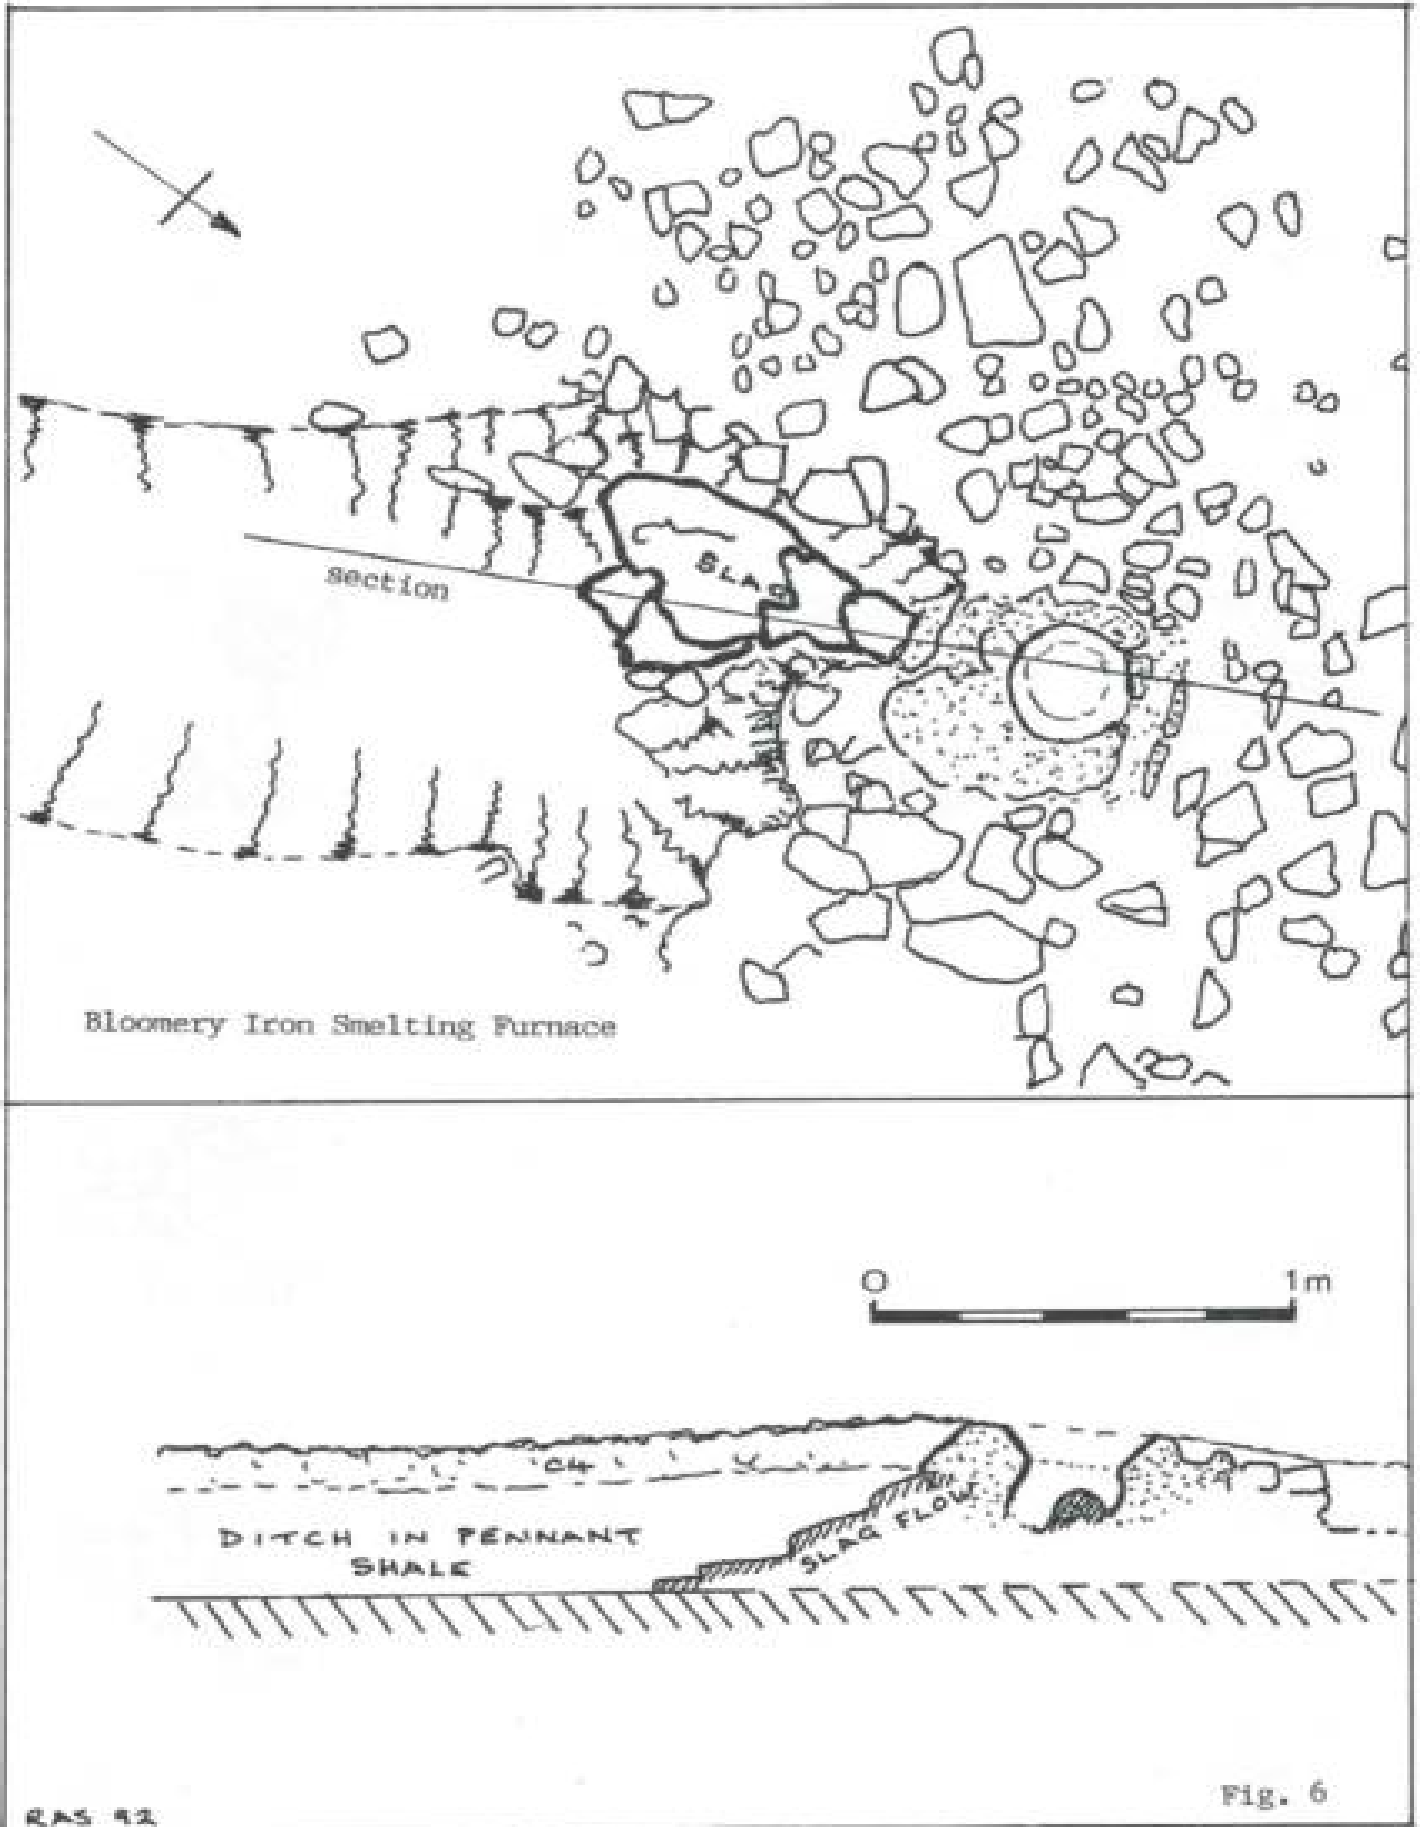 section
SLAG
Bloomery Iron Smelting Furnace
0 1m
C4
DITCH IN PENNANT
SHALE
SLAG FLOW
Fig. 6
RAS 92